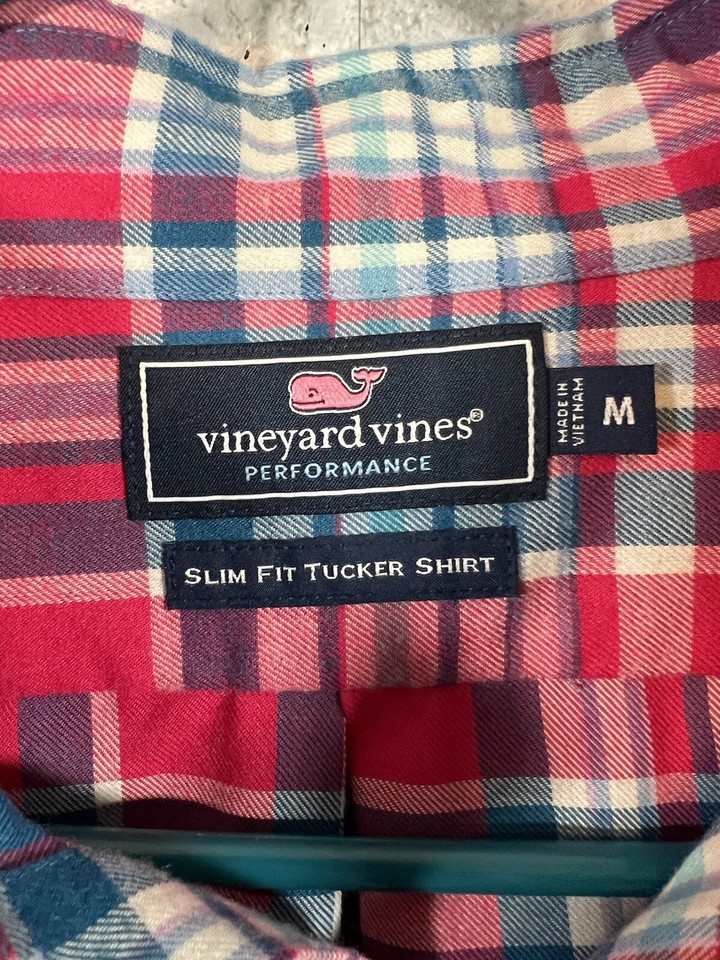 vineyard vines®
PERFORMANCE
MADE IN
VIETNAM
M
SLIM FIT TUCKER SHIRT